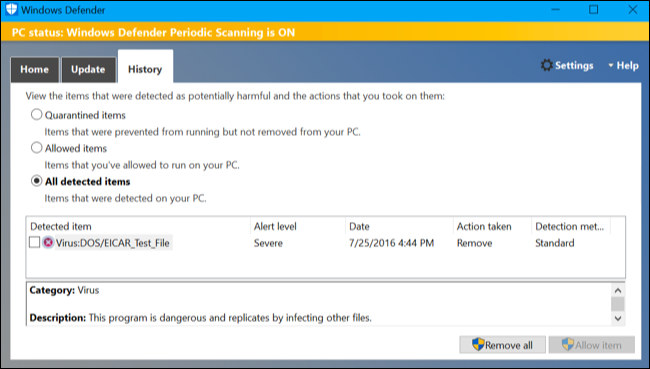 Windows Defender
PC status: Windows Defender Periodic Scanning is ON
Home Update History Settings Help
View the items that were detected as potentially harmful and the actions that you took on them:
Quarantined items
Items that were prevented from running but not removed from your PC.
Allowed items
Items that you've allowed to run on your PC.
All detected items
Items that were detected on your PC.
Detected item Alert level Date Action taken Detection met...
Virus:DOS/EICAR_Test_File Severe 7/25/2016 4:44 PM Remove Standard
Category: Virus
Description: This program is dangerous and replicates by infecting other files.
Remove all Allow item